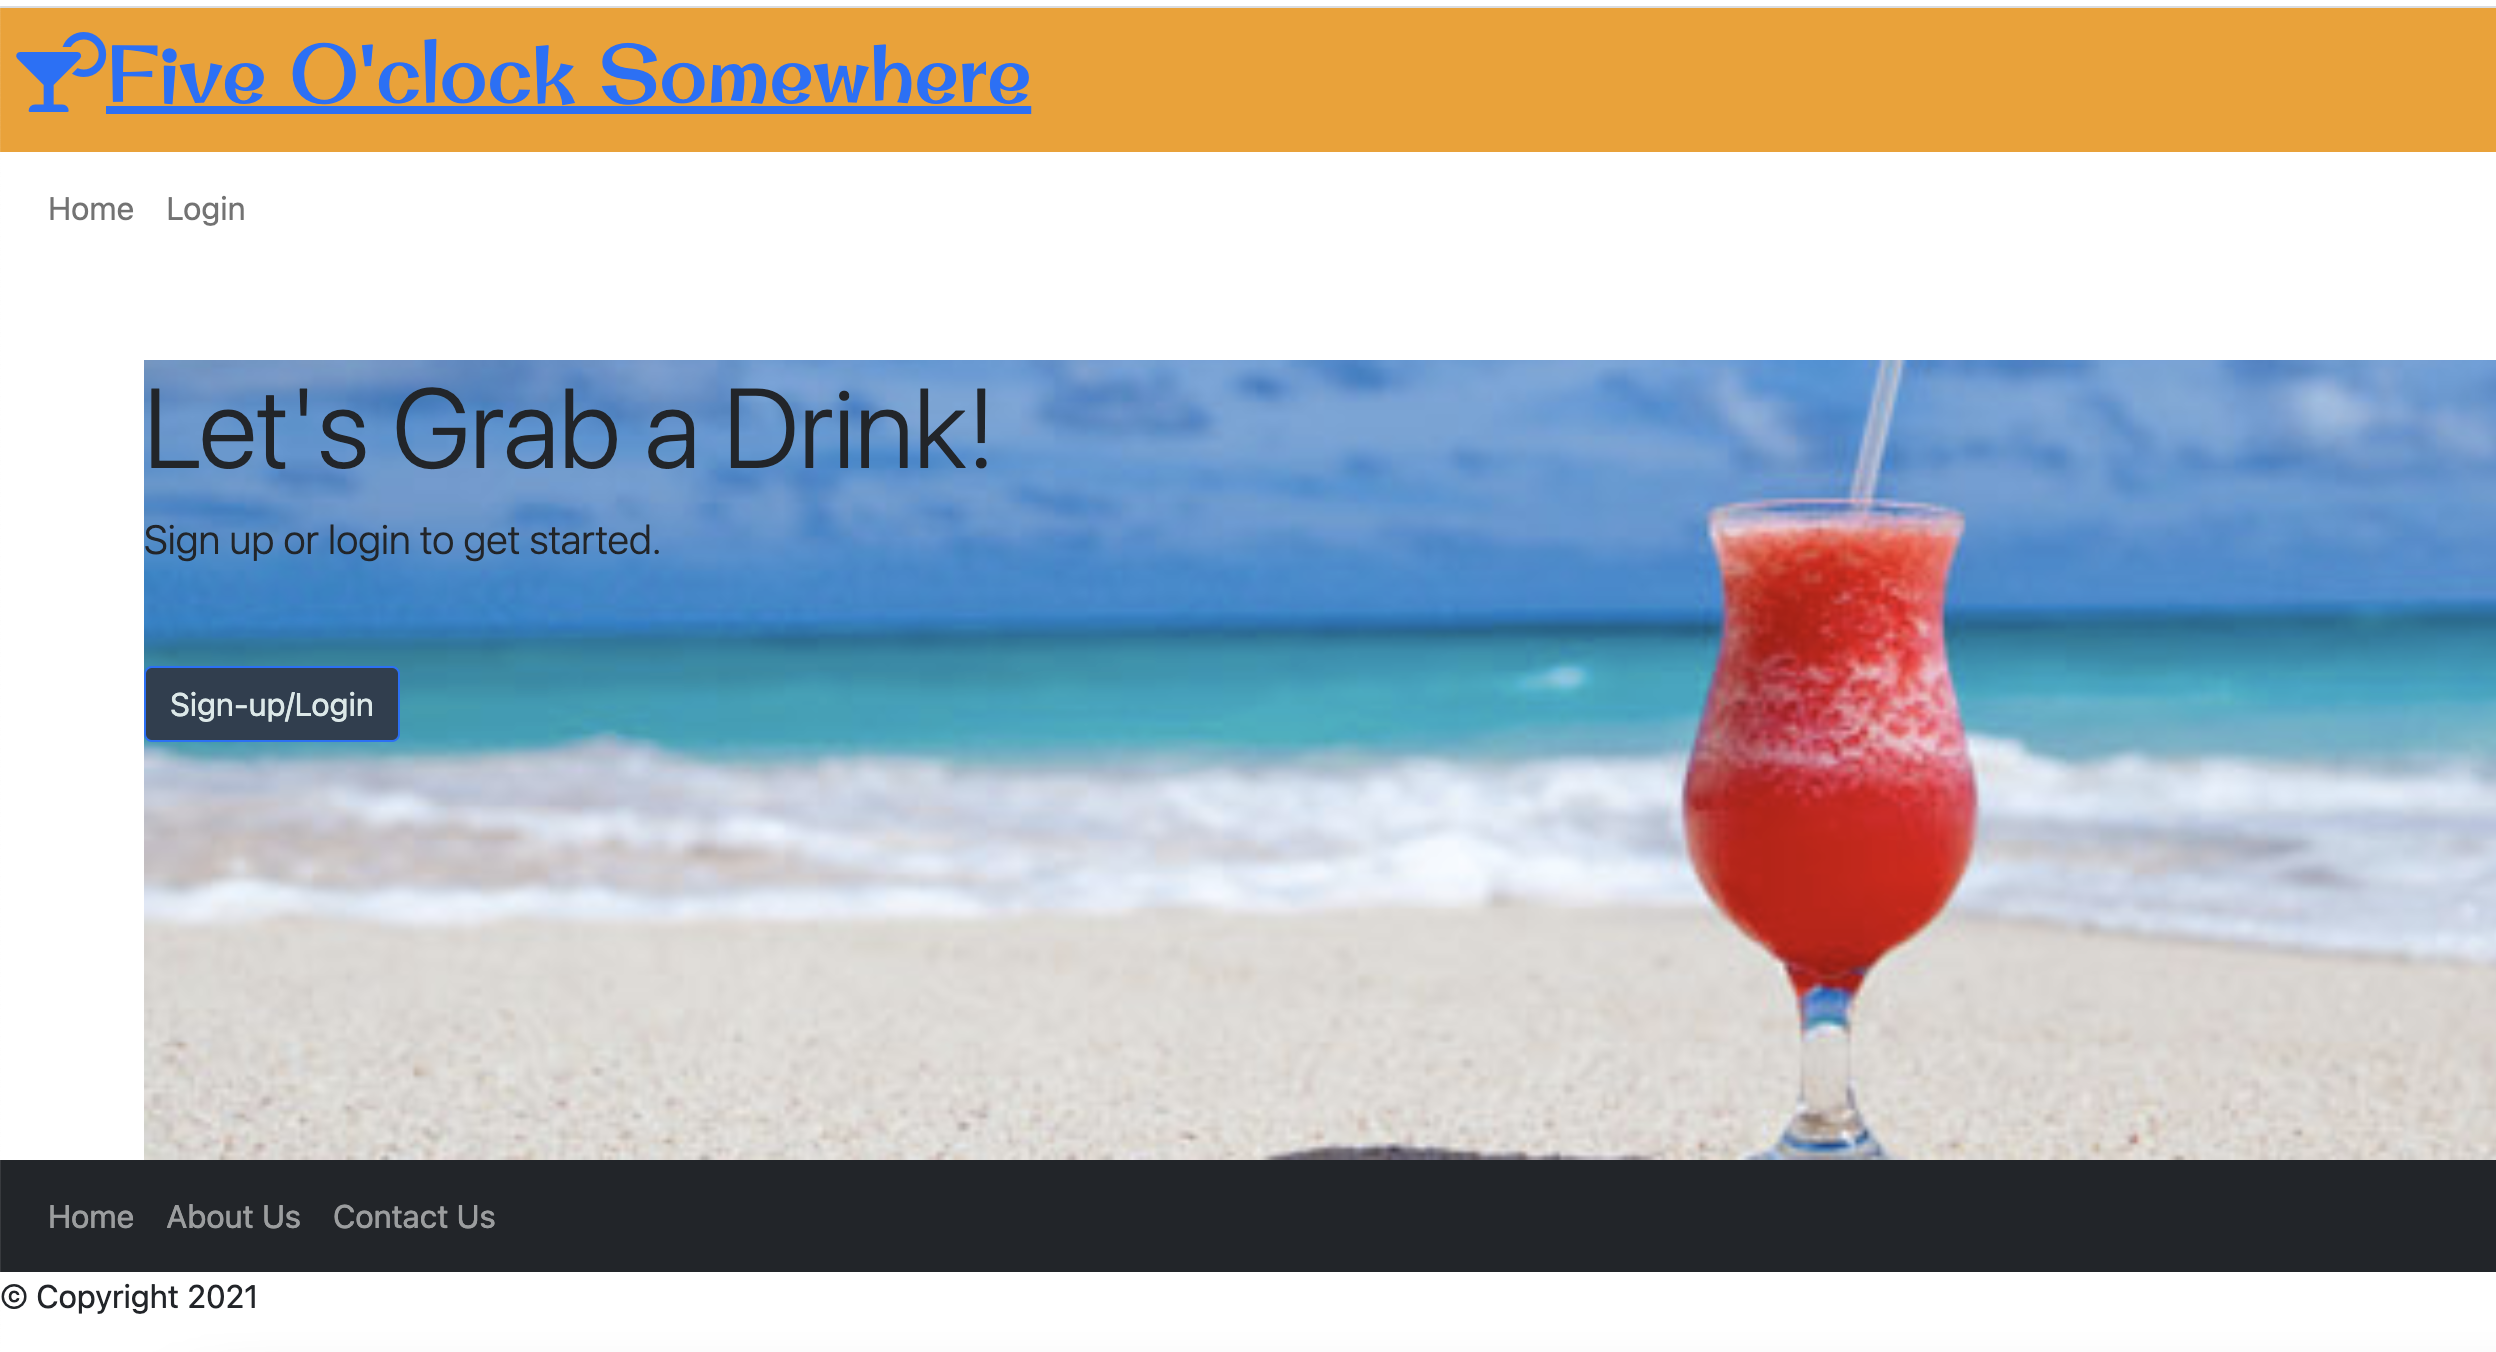 Five O'clock Somewhere
Home Login
Let's Grab a Drink!
Sign up or login to get started.
Sign-up/Login
Home About Us Contact Us
© Copyright 2021